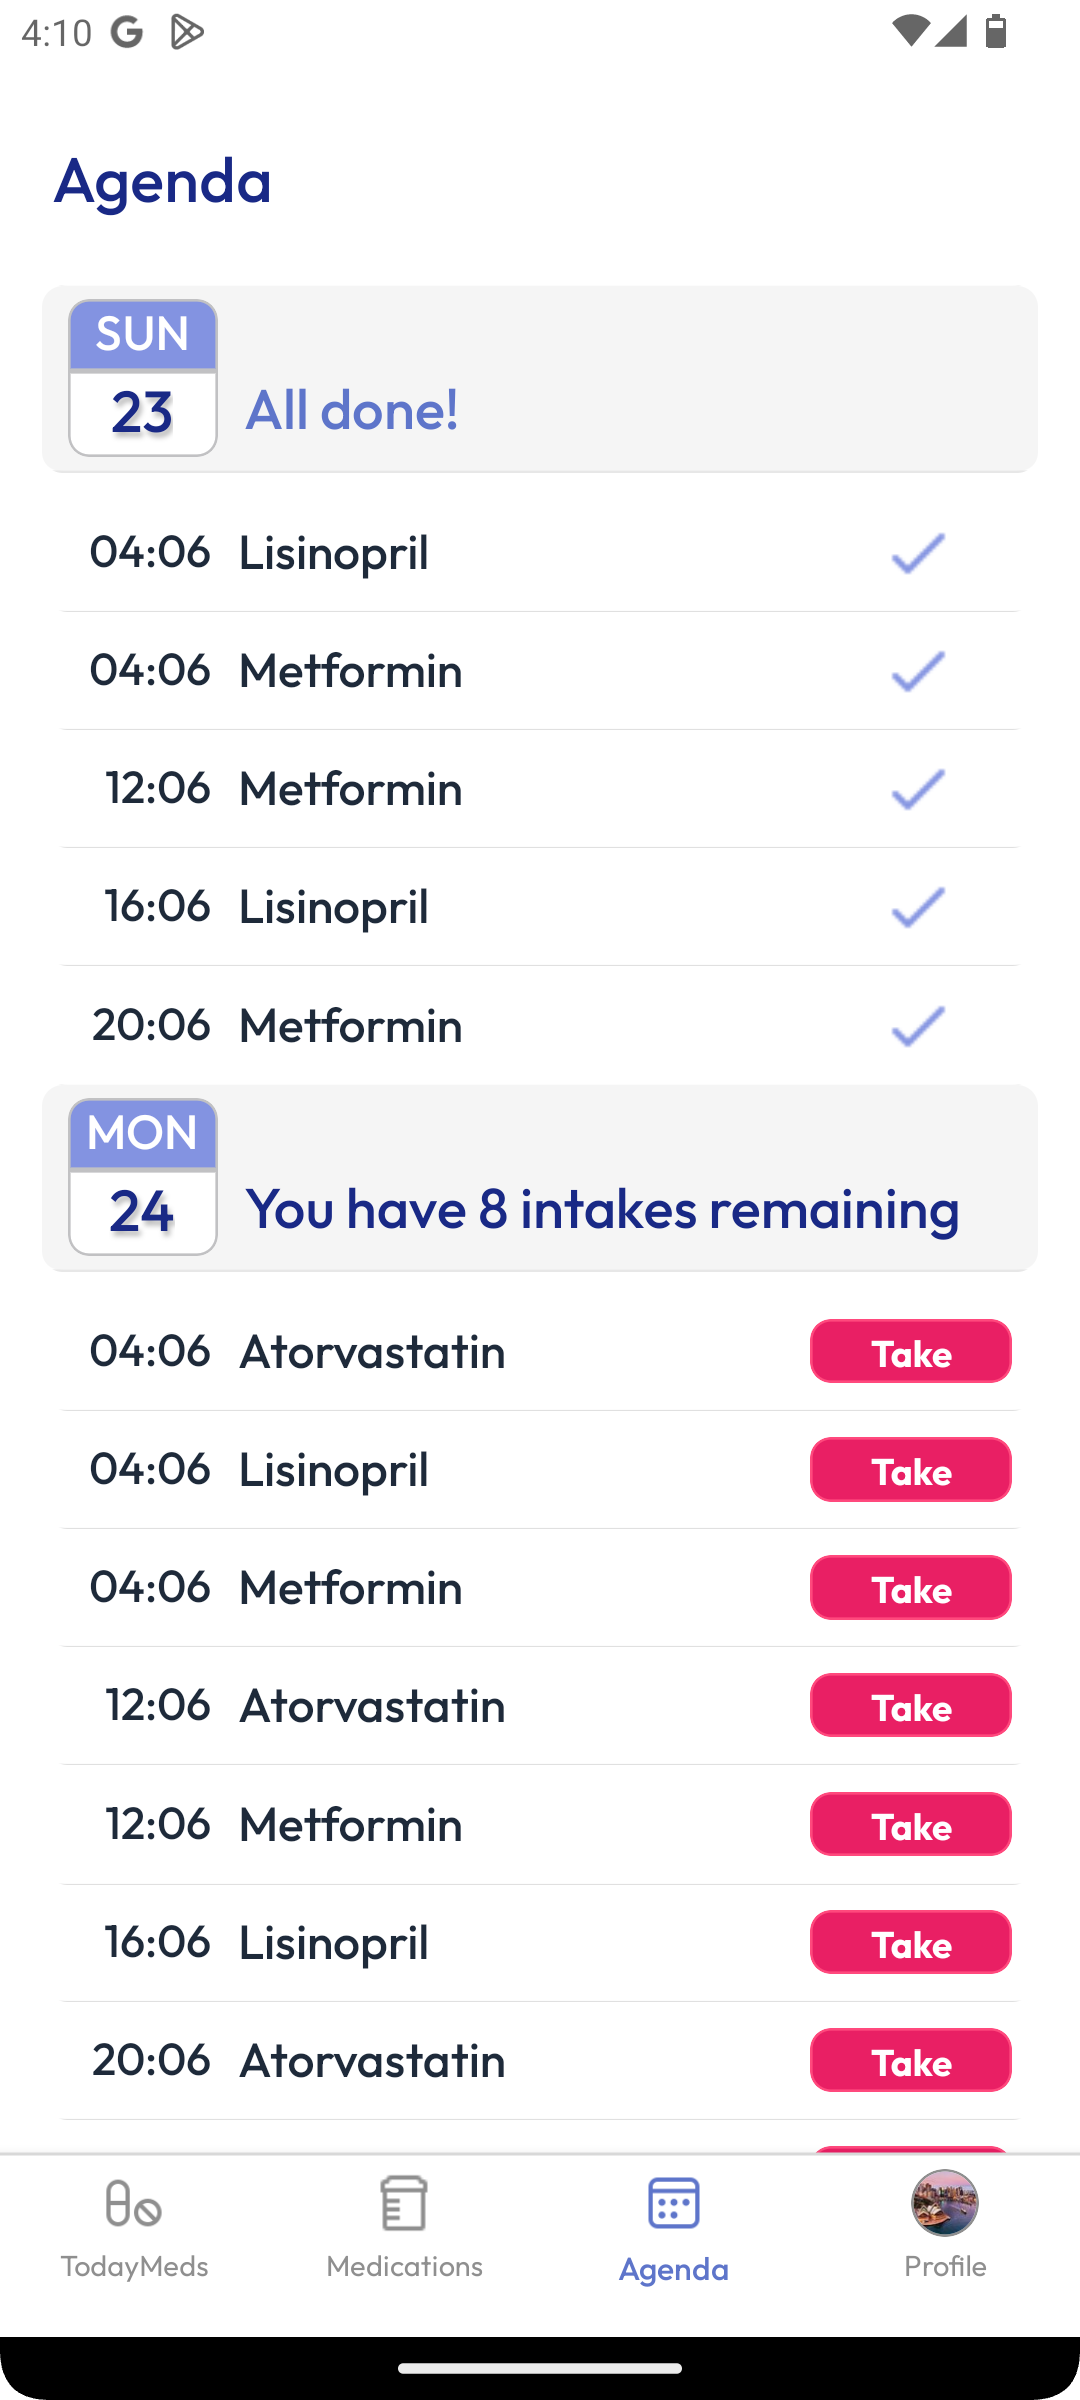 4:10
Agenda
SUN
23 All done!
04:06 Lisinopril
04:06 Metformin
12:06 Metformin
16:06 Lisinopril
20:06 Metformin
MON
24 You have 8 intakes remaining
04:06 Atorvastatin Take
04:06 Lisinopril Take
04:06 Metformin Take
12:06 Atorvastatin Take
12:06 Metformin Take
16:06 Lisinopril Take
20:06 Atorvastatin Take
TodayMeds Medications Agenda Profile